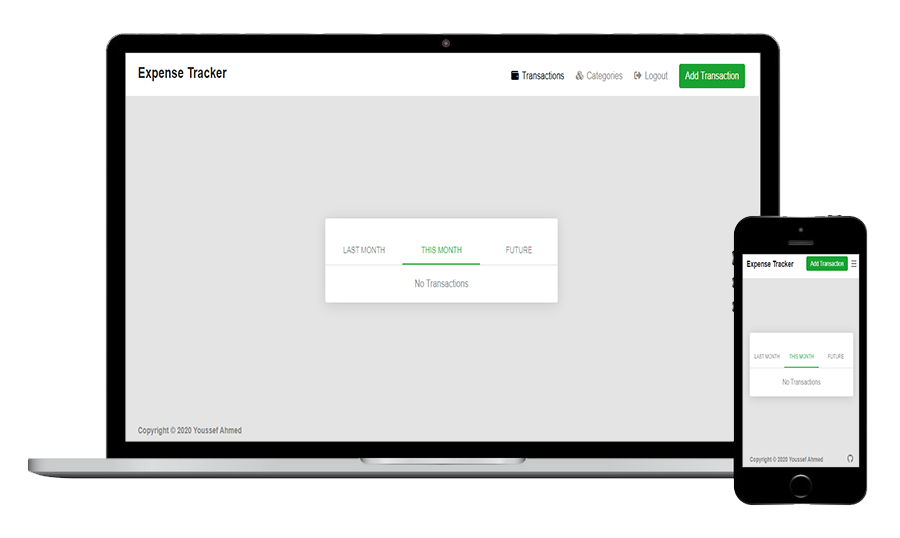 Expense Tracker
Transactions Categories Logout Add Transaction
LAST MONTH THIS MONTH FUTURE
No Transactions
Copyright © 2020 Youssef Ahmed
Expense Tracker Add Transaction
LAST MONTH THIS MONTH FUTURE
No Transactions
Copyright © 2020 Youssef Ahmed